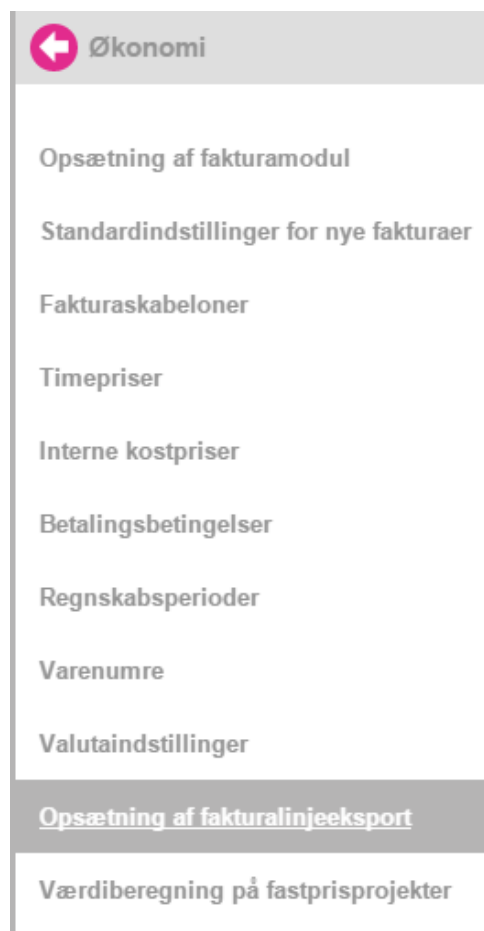 Økonomi
Opsætning af fakturamodul
Standardindstillinger for nye fakturaer
Fakturaskabeloner
Timepriser
Interne kostpriser
Betalingsbetingelser
Regnskabsperioder
Varenumre
Valutaindstillinger
Opsætning af fakturalinjeeksport
Værdiberegning på fastprisprojekter